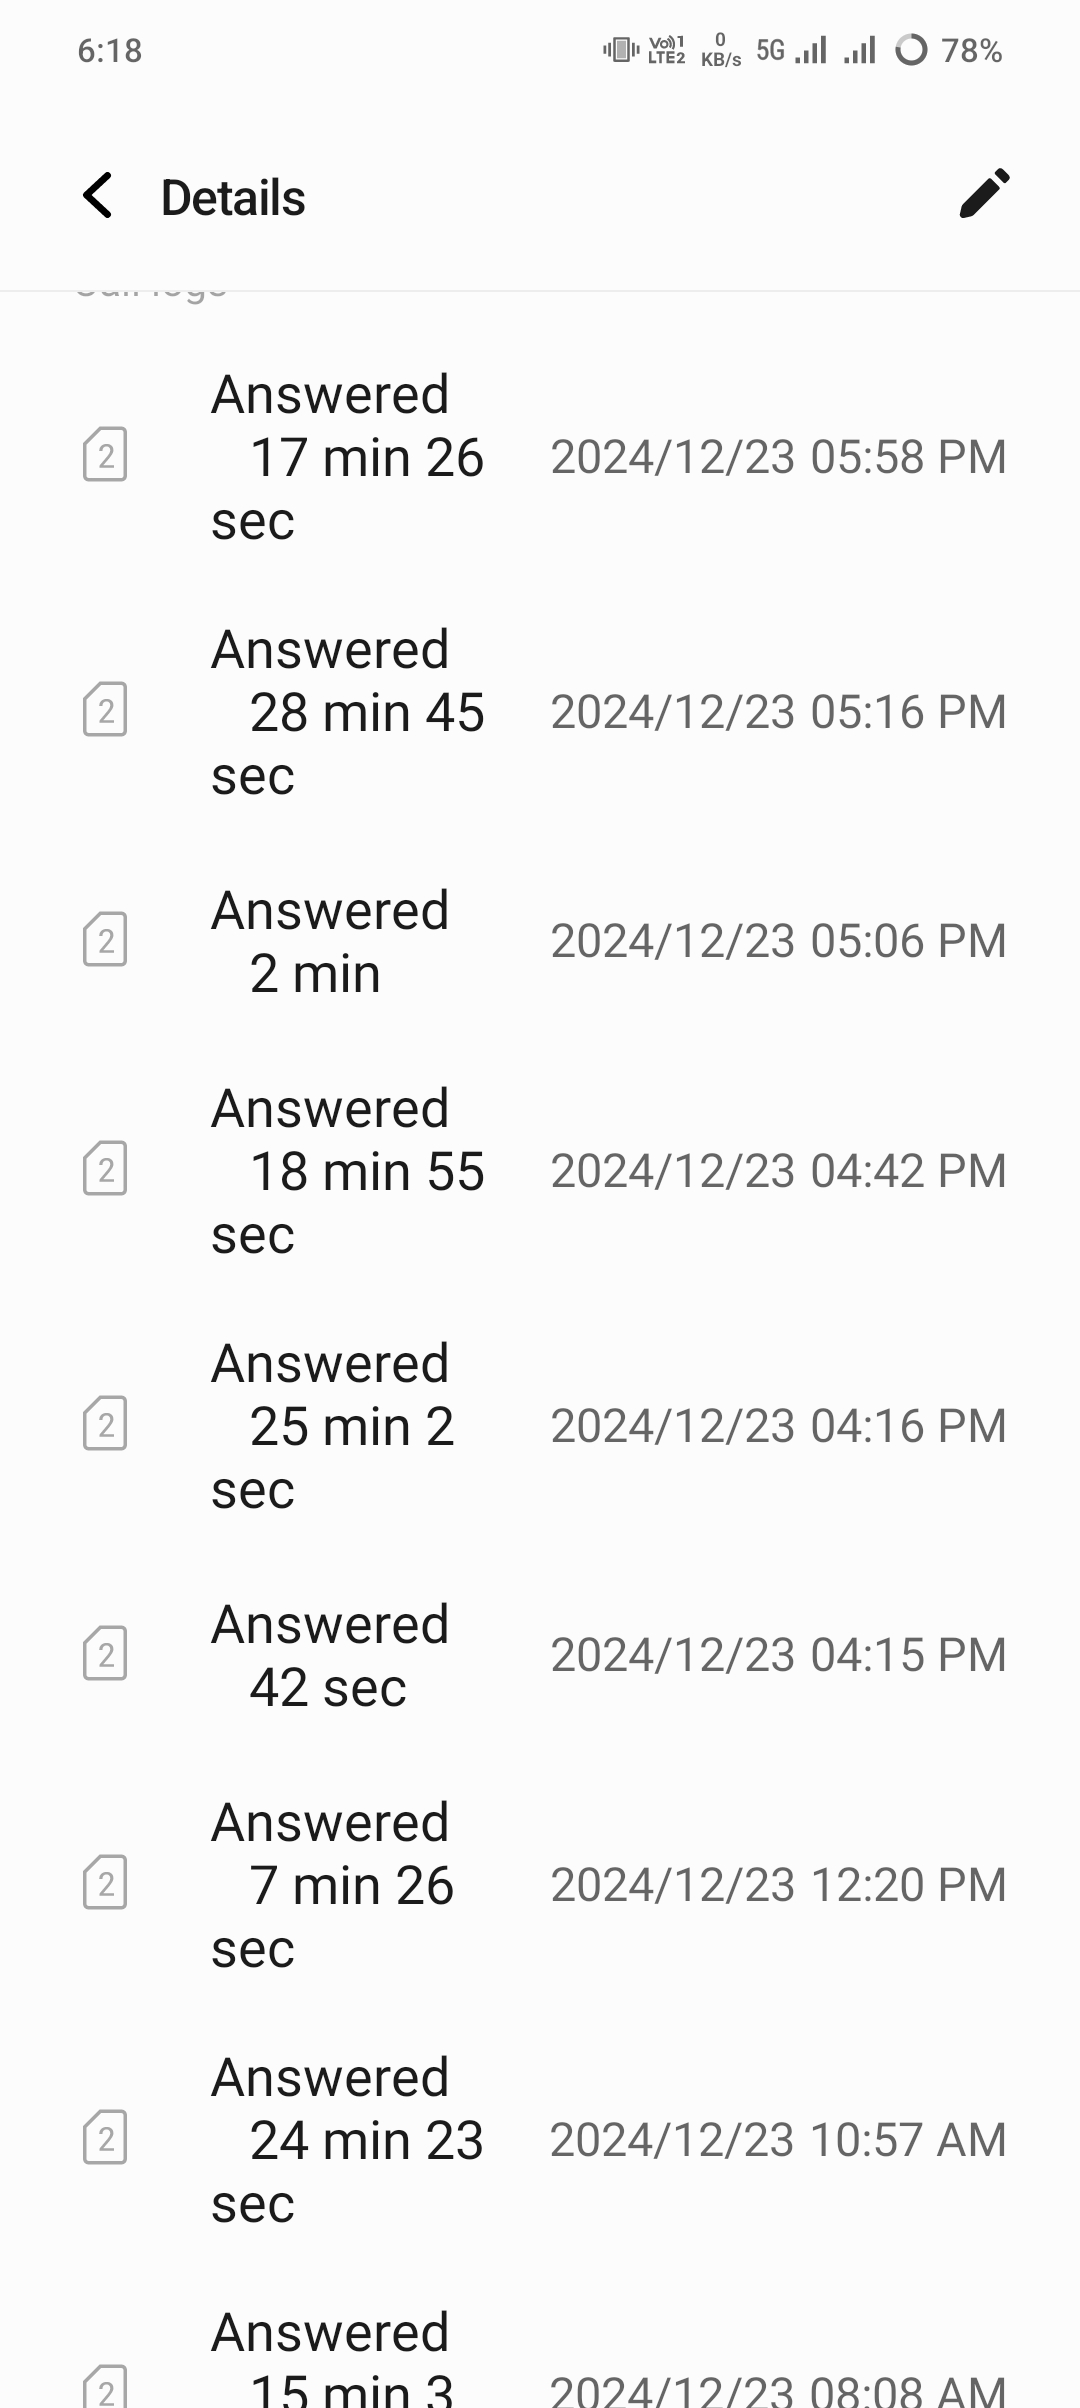 6:18
Vo)) 1 LTE2 0 KB/s 5G 78%
Details
Call logs
Answered
17 min 26
sec
2 2024/12/23 05:58 PM
Answered
28 min 45
sec
2 2024/12/23 05:16 PM
Answered
2 min
2 2024/12/23 05:06 PM
Answered
18 min 55
sec
2 2024/12/23 04:42 PM
Answered
25 min 2
sec
2 2024/12/23 04:16 PM
Answered
42 sec
2 2024/12/23 04:15 PM
Answered
7 min 26
sec
2 2024/12/23 12:20 PM
Answered
24 min 23
sec
2 2024/12/23 10:57 AM
Answered
15 min 3
2 2024/12/23 08:08 AM